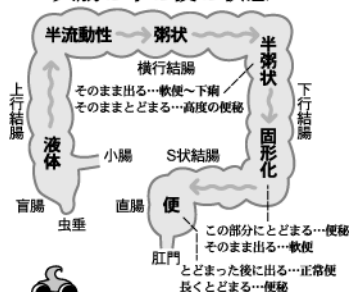 半流動性
粥状
半粥状
横行結腸
そのまま出る…軟便～下痢
そのままとどまる…高度の便秘
上行結腸
下行結腸
液体
固形化
小腸
S状結腸
盲腸
虫垂
直腸
便
この部分にとどまる…便秘
そのまま出る…軟便
肛門
とどまった後に出る…正常便
長くとどまる…便秘